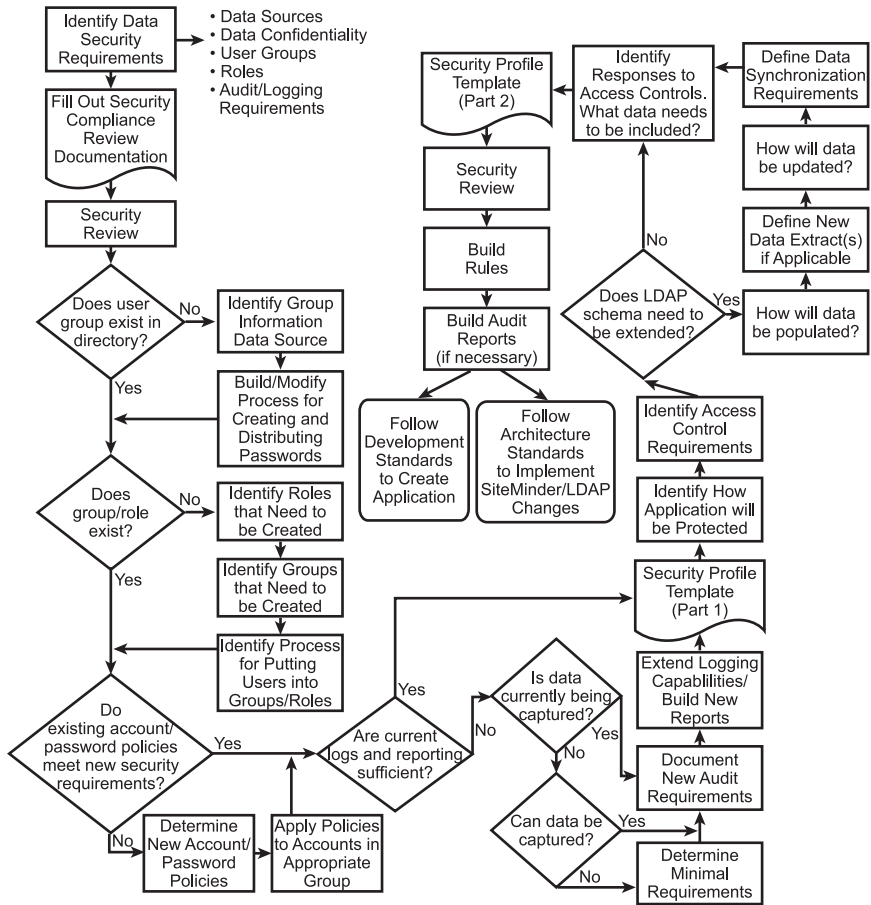 Identify Data
Security
Requirements
• Data Sources
• Data Confidentiality
• User Groups
• Roles
• Audit/Logging
Requirements
Fill Out Security
Compliance
Review
Documentation
Security
Review
Does user
group exist in
directory?
No
Identify Group
Information
Data Source
Yes
Build/Modify
Process for
Creating and
Distributing
Passwords
Does
group/role
exist?
No
Identify Roles
that Need to
be Created
Yes
Identify Groups
that Need to
be Created
Identify Process
for Putting
Users into
Groups/Roles
Do
existing account/
password policies
meet new security
requirements?
Yes
No
Determine
New Account/
Password
Policies
Apply Policies
to Accounts in
Appropriate
Group
Are current
logs and reporting
sufficient?
Yes
No
Is data
currently being
captured?
Yes
No
Can data be
captured?
Yes
No
Determine
Minimal
Requirements
Document
New Audit
Requirements
Extend Logging
Capabilities/
Build New
Reports
Security Profile
Template
(Part 1)
Identify How
Application will
be Protected
Identify Access
Control
Requirements
Does LDAP
schema need to
be extended?
Yes
No
How will data
be populated?
Define New
Data Extract(s)
if Applicable
How will data
be updated?
Define Data
Synchronization
Requirements
Identify
Responses to
Access Controls.
What data needs
to be included?
Security Profile
Template
(Part 2)
Security
Review
Build
Rules
Build Audit
Reports
(if necessary)
Follow
Development
Standards
to Create
Application
Follow
Architecture
Standards
to Implement
SiteMinder/LDAP
Changes